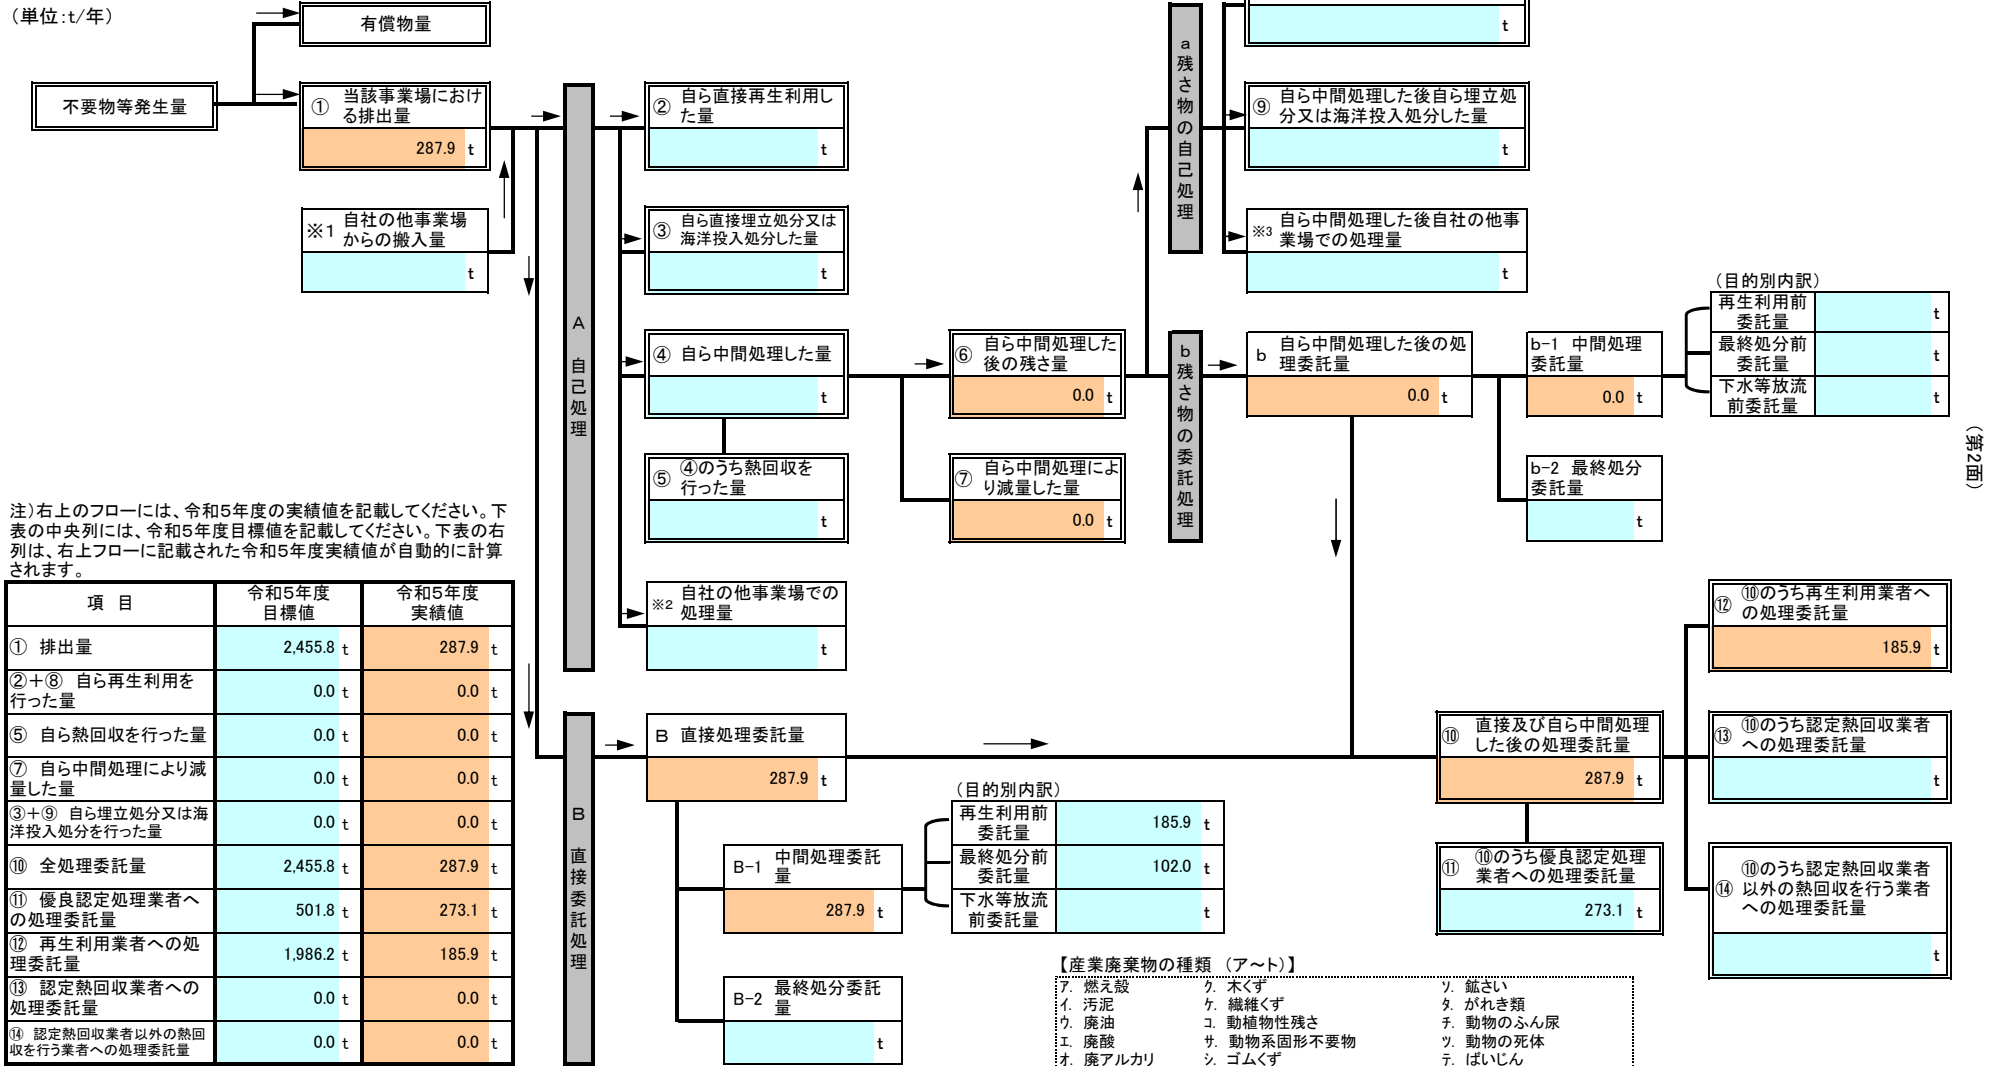 （単位:t/年）
有償物量
不要物等発生量
① 当該事業場におけ
る排出量
287.9 t
※1 自社の他事業場
からの搬入量
t
A 自己処理
② 自ら直接再生利用し
た量
t
③ 自ら直接埋立処分又は
海洋投入処分した量
t
④ 自ら中間処理した量
t
⑤ ④のうち熱回収を
行った量
t
※2 自社の他事業場での
処理量
t
⑥ 自ら中間処理した
後の残さ量
0.0 t
⑦ 自ら中間処理によ
り減量した量
0.0 t
a 残さ物の自己処理
t
⑨ 自ら中間処理した後自ら埋立処
分又は海洋投入処分した量
t
※3 自ら中間処理した後自社の他事
業場での処理量
t
b 残さ物の委託処理
b 自ら中間処理した後の処
理委託量
0.0 t
b-1 中間処理
委託量
0.0 t
b-2 最終処分
委託量
t
（目的別内訳）
再生利用前
委託量
t
最終処分前
委託量
t
下水等放流
前委託量
t
（第2面）
注）右上のフローには、令和5年度の実績値を記載してください。下
表の中央列には、令和5年度目標値を記載してください。下表の右
列は、右上フローに記載された令和5年度実績値が自動的に計算
されます。
項 目 令和5年度 目標値 令和5年度 実績値
① 排出量 2,455.8 t 287.9 t
②＋⑧ 自ら再生利用を
行った量 0.0 t 0.0 t
⑤ 自ら熱回収を行った量 0.0 t 0.0 t
⑦ 自ら中間処理により減
量した量 0.0 t 0.0 t
③＋⑨ 自ら埋立処分又は海
洋投入処分を行った量 0.0 t 0.0 t
⑩ 全処理委託量 2,455.8 t 287.9 t
⑪ 優良認定処理業者へ
の処理委託量 501.8 t 273.1 t
⑫ 再生利用業者への処
理委託量 1,986.2 t 185.9 t
⑬ 認定熱回収業者への
処理委託量 0.0 t 0.0 t
⑭ 認定熱回収業者以外の熱回
収を行う業者への処理委託量 0.0 t 0.0 t
B 直接委託処理
B 直接処理委託量
287.9 t
B-1 中間処理委託
量
287.9 t
B-2 最終処分委託
量
t
（目的別内訳）
再生利用前
委託量
185.9 t
最終処分前
委託量
102.0 t
下水等放流
前委託量
t
⑩ 直接及び自ら中間処理
した後の処理委託量
287.9 t
⑪ ⑩のうち優良認定処理
業者への処理委託量
273.1 t
⑫ ⑩のうち再生利用業者へ
の処理委託量
185.9 t
⑬ ⑩のうち認定熱回収業者
への処理委託量
t
⑭ ⑩のうち認定熱回収業者
以外の熱回収を行う業者
への処理委託量
t
【産業廃棄物の種類 （ア～ト）】
ア. 燃え殻 ク. 木くず ソ. 鉱さい
イ. 汚泥 ケ. 繊維くず タ. がれき類
ウ. 廃油 コ. 動植物性残さ チ. 動物のふん尿
エ. 廃酸 サ. 動物系固形不要物 ツ. 動物の死体
オ. 廃アルカリ シ. ゴムくず テ. ばいじん